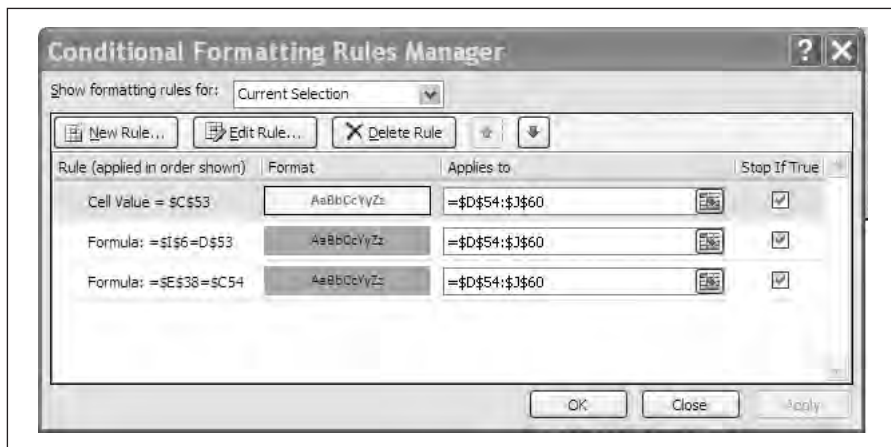 Conditional Formatting Rules Manager
Show formatting rules for: Current Selection
New Rule... Edit Rule... Delete Rule
Rule (applied in order shown) Format Applies to Stop If True
Cell Value = $C$53 AaBbCcYyZz =$D$54:$J$60
Formula: =$I$6=D$53 AaBbCcYyZz =$D$54:$J$60
Formula: =$E$38=$C54 AaBbCcYyZz =$D$54:$J$60
OK Close Apply